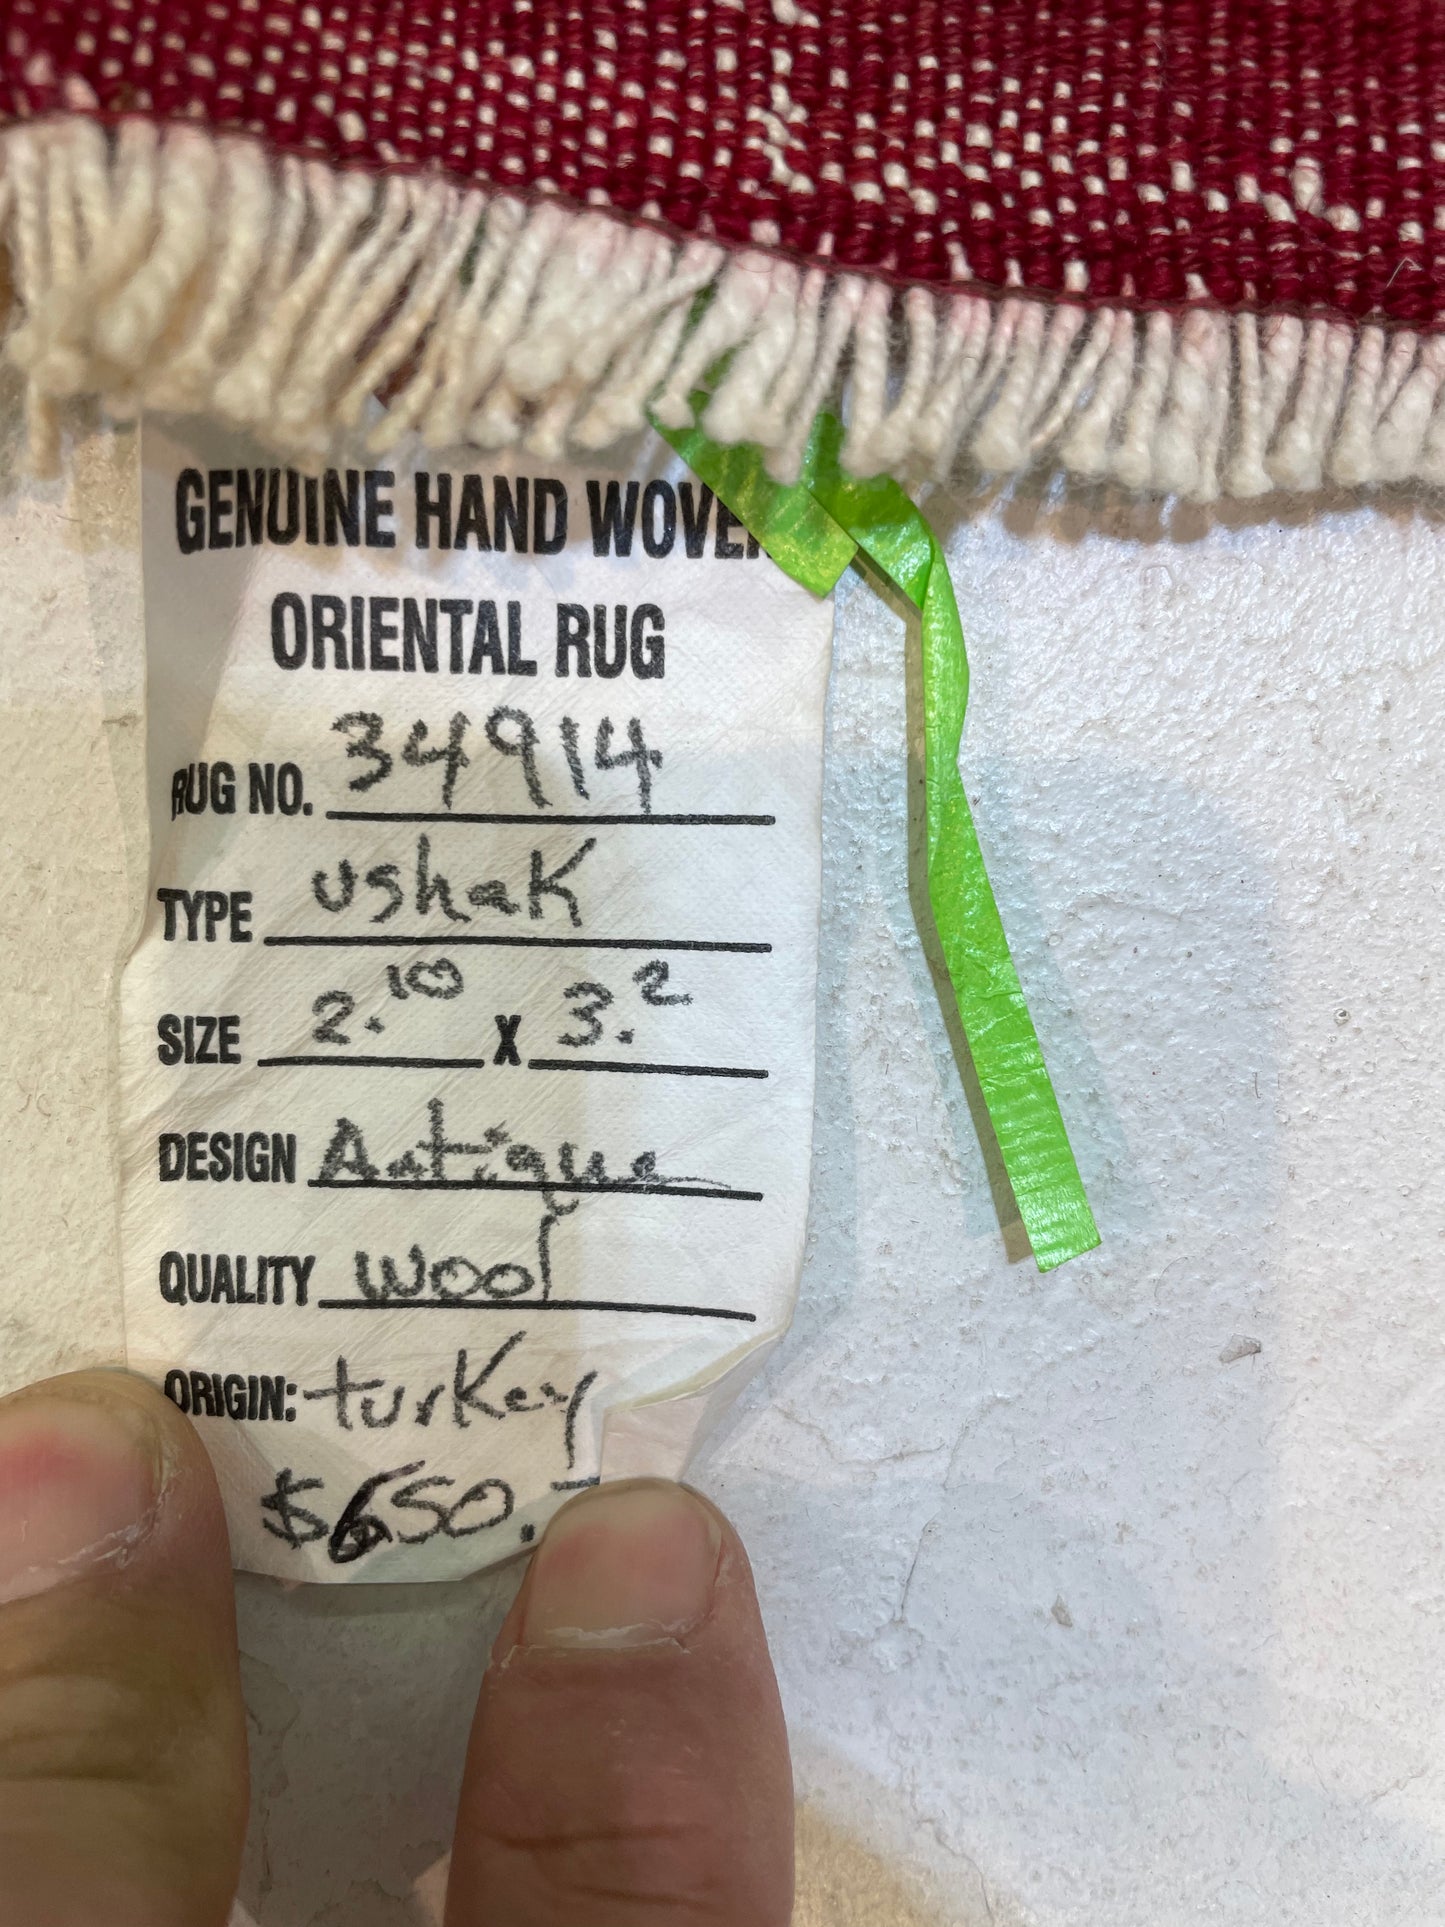 GENUINE HAND WOVEN
ORIENTAL RUG
RUG NO. 34914
TYPE ushak
SIZE 2.10 X 3.2
DESIGN Antique
QUALITY wool
ORIGIN: turkey
$650.-